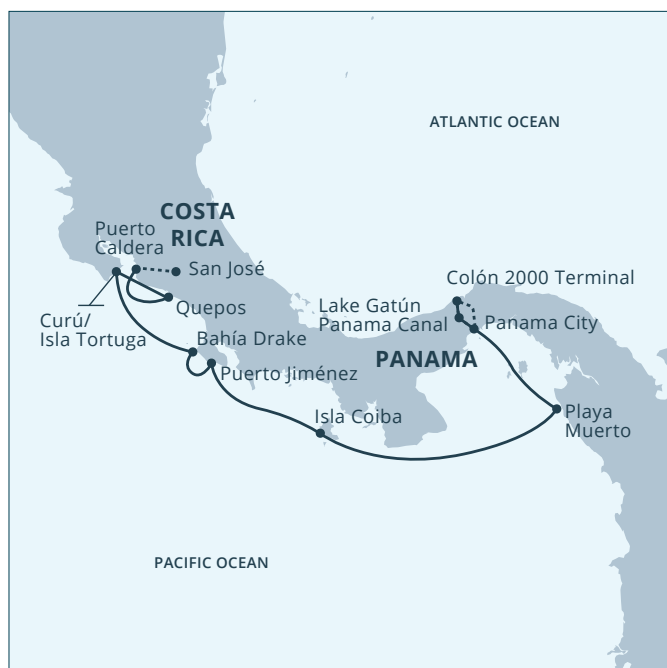 ATLANTIC OCEAN
COSTA
RICA
Puerto
Caldera
San José
Colón 2000 Terminal
Quepos
Lake Gatún
Panama Canal
Panama City
Curú/
Isla Tortuga
Bahía Drake
PANAMA
Puerto Jiménez
Isla Coiba
Playa
Muerto
PACIFIC OCEAN